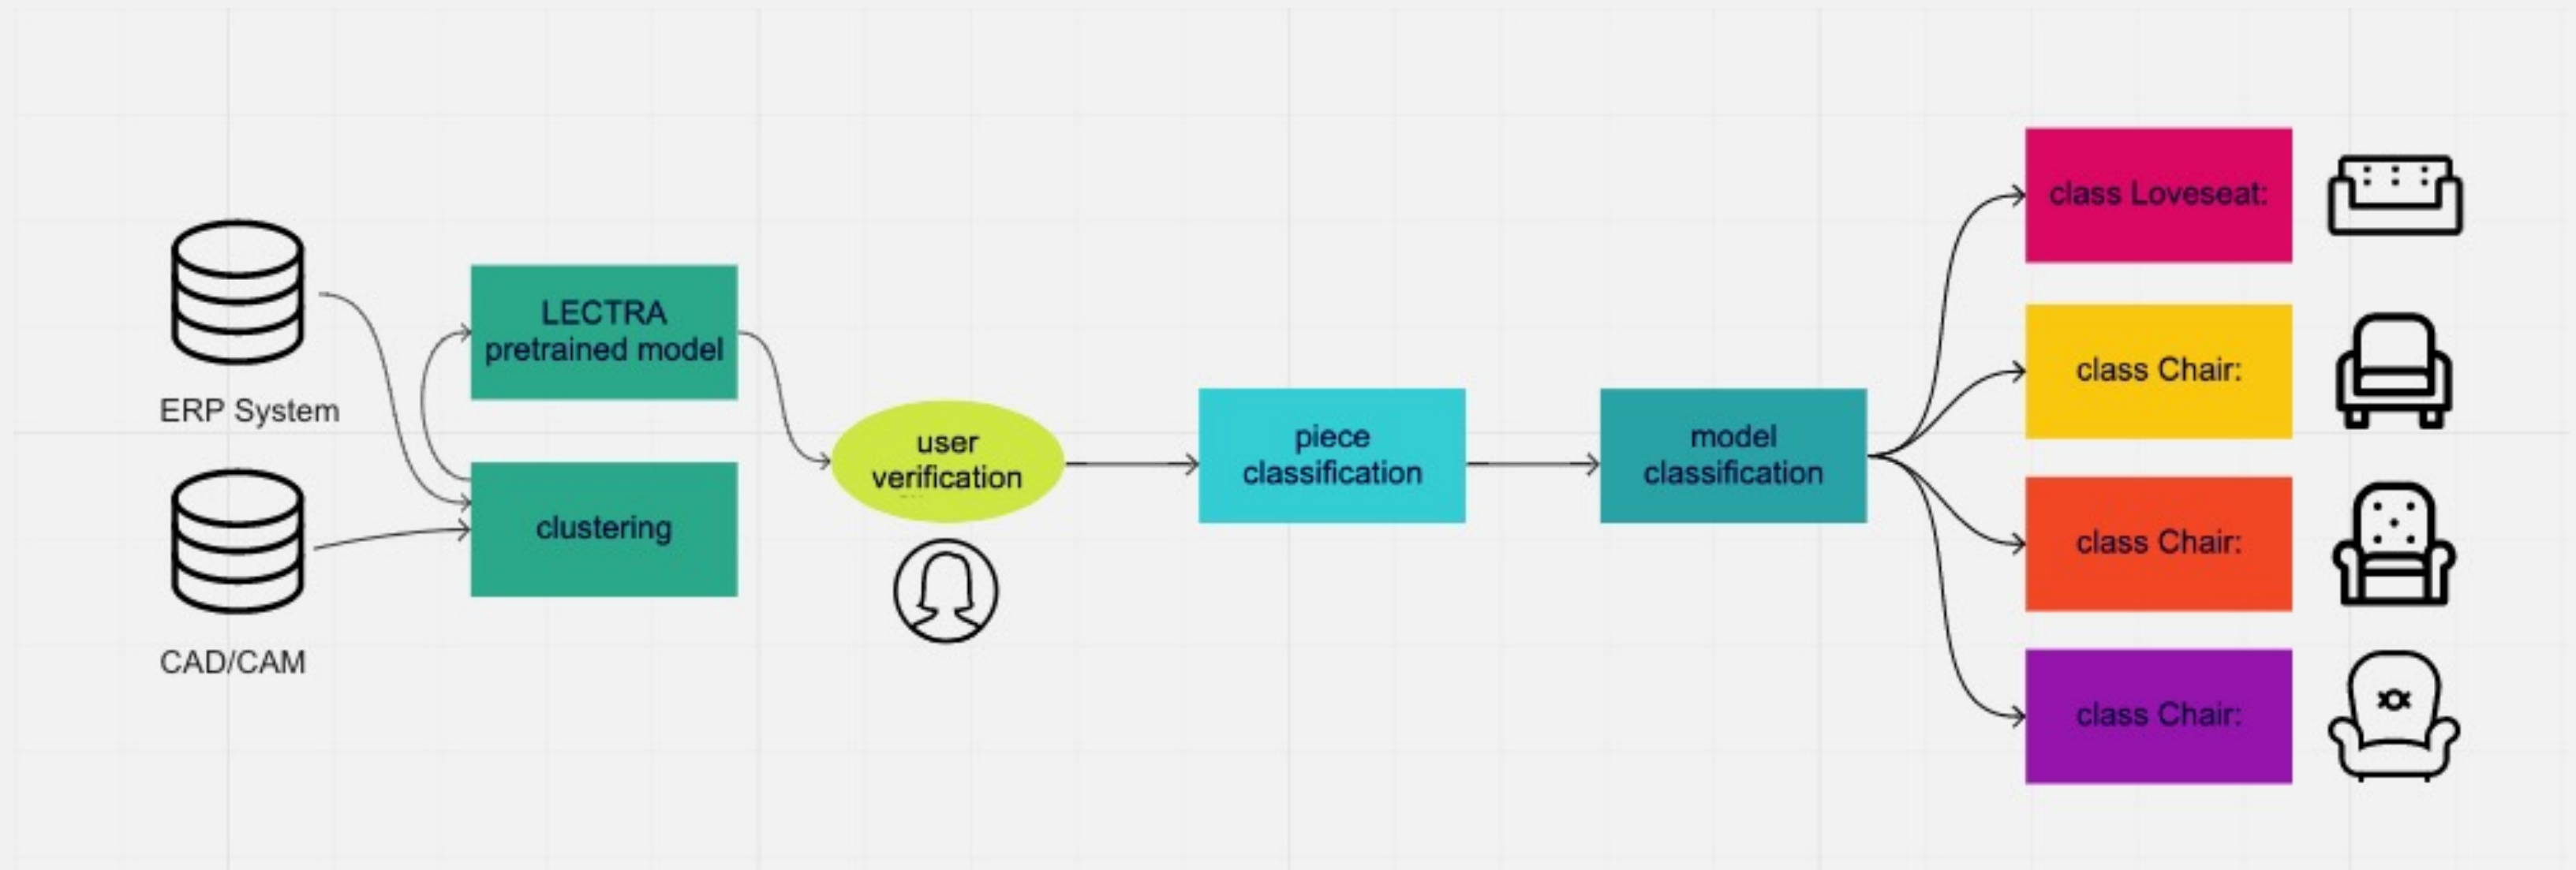 ERP System
CAD/CAM
LECTRA
pretrained model
clustering
user
verification
piece
classification
model
classification
class Loveseat:
class Chair:
class Chair:
class Chair: